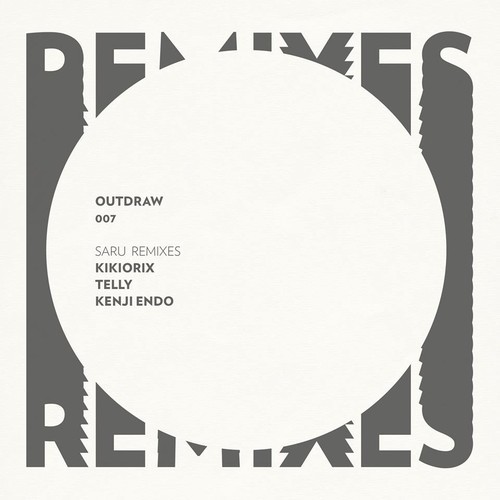 REMIXES
OUTDRAW
007
SARU REMIXES
KIKIORIX
TELLY
KENJI ENDO
REMIXES